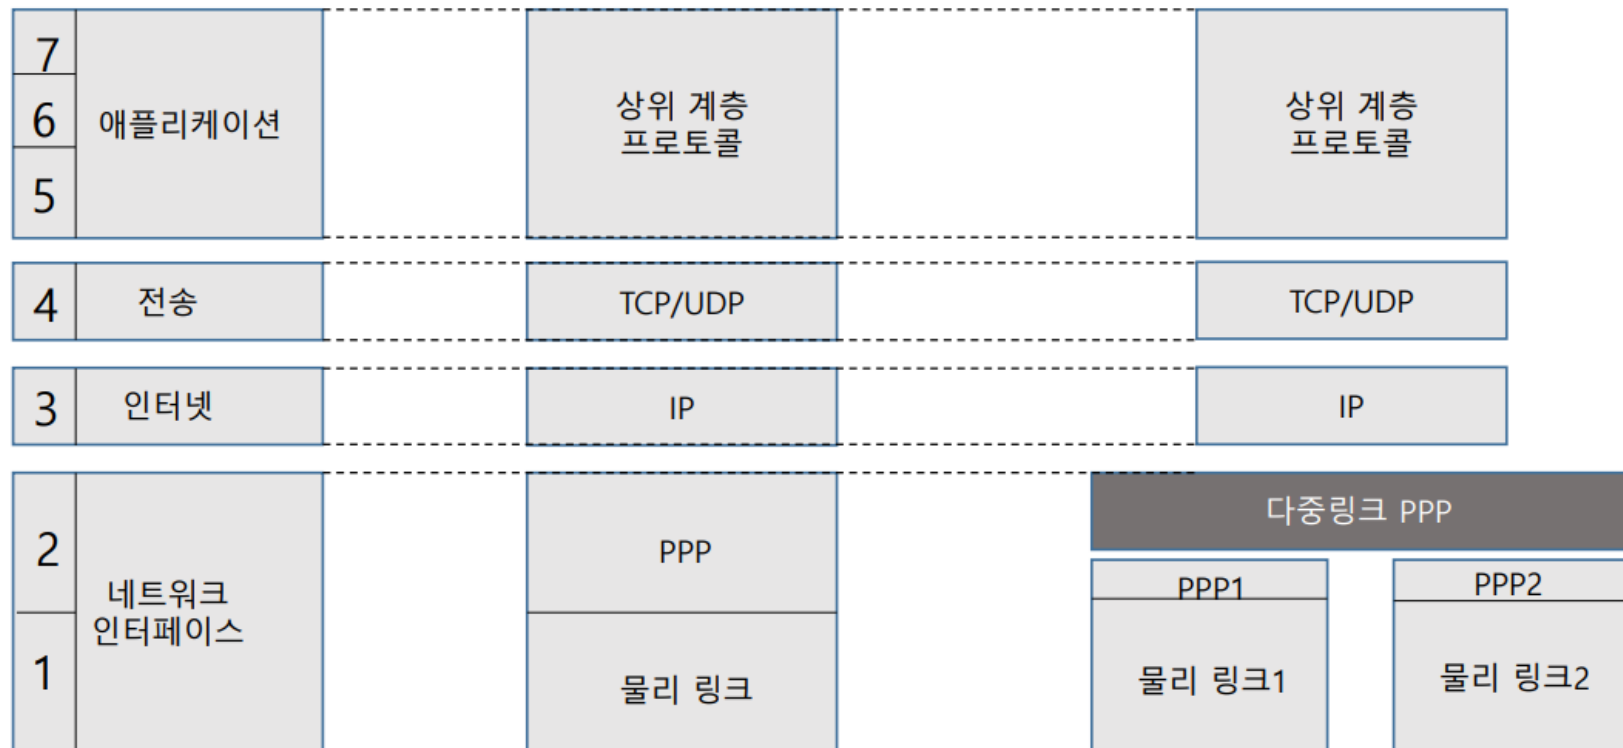 7
6
5
애플리케이션
상위 계층
프로토콜
상위 계층
프로토콜
4
전송
TCP/UDP
TCP/UDP
3
인터넷
IP
IP
2
1
네트워크
인터페이스
PPP
물리 링크
다중링크 PPP
PPP1
물리 링크1
PPP2
물리 링크2